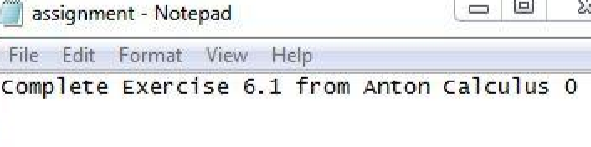 assignment - Notepad
File Edit Format View Help
Complete Exercise 6.1 from Anton Calculus 0